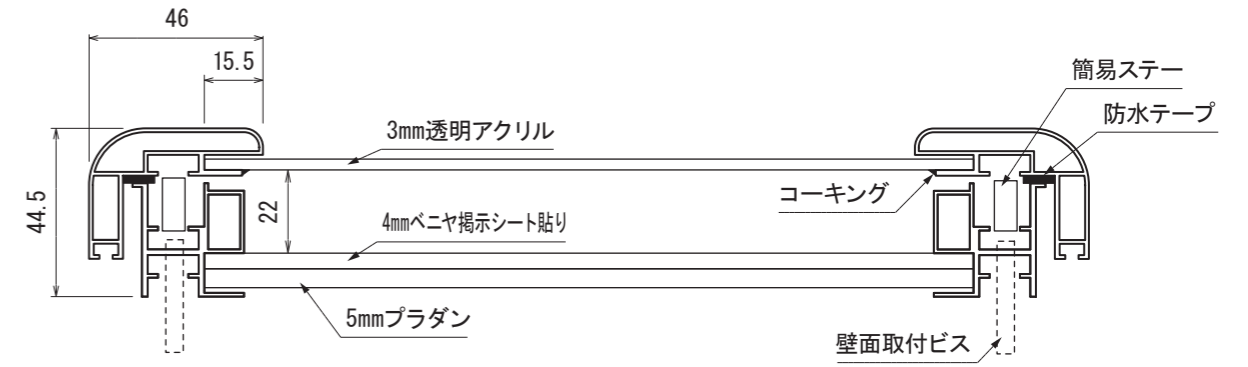 46
15.5
簡易ステー
防水テープ
3mm透明アクリル
コーキング
44.5
22
4mmベニヤ掲示シート貼り
5mmプラダン
壁面取付ビス